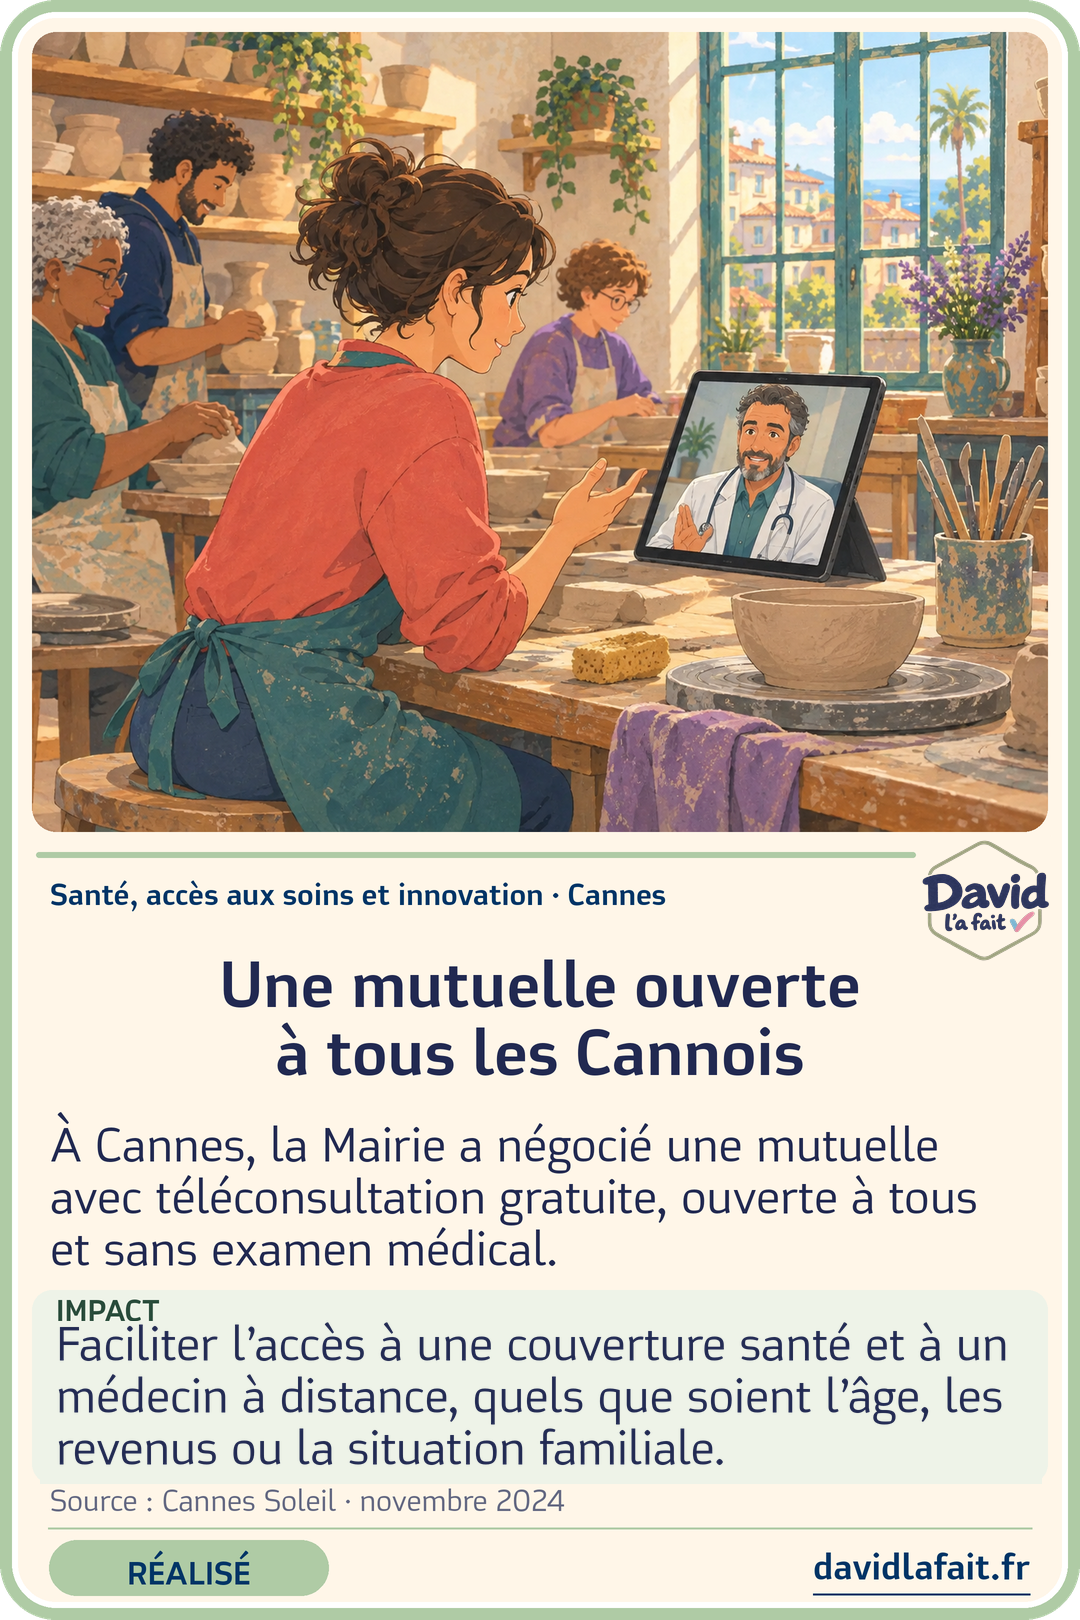 Santé, accès aux soins et innovation · Cannes
David
l'a fait
Une mutuelle ouverte
à tous les Cannois
À Cannes, la Mairie a négocié une mutuelle
avec téléconsultation gratuite, ouverte à tous
et sans examen médical.
IMPACT
Faciliter l’accès à une couverture santé et à un
médecin à distance, quels que soient l’âge, les
revenus ou la situation familiale.
Source : Cannes Soleil · novembre 2024
RÉALISÉ
davidlafait.fr